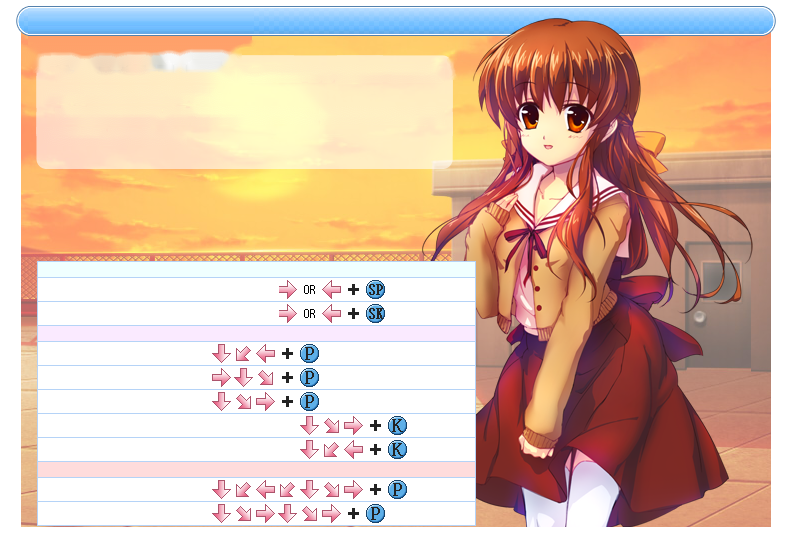 OR + SP
OR + SK
+ P
+ P
+ P
+ K
+ K
+ P
+ P